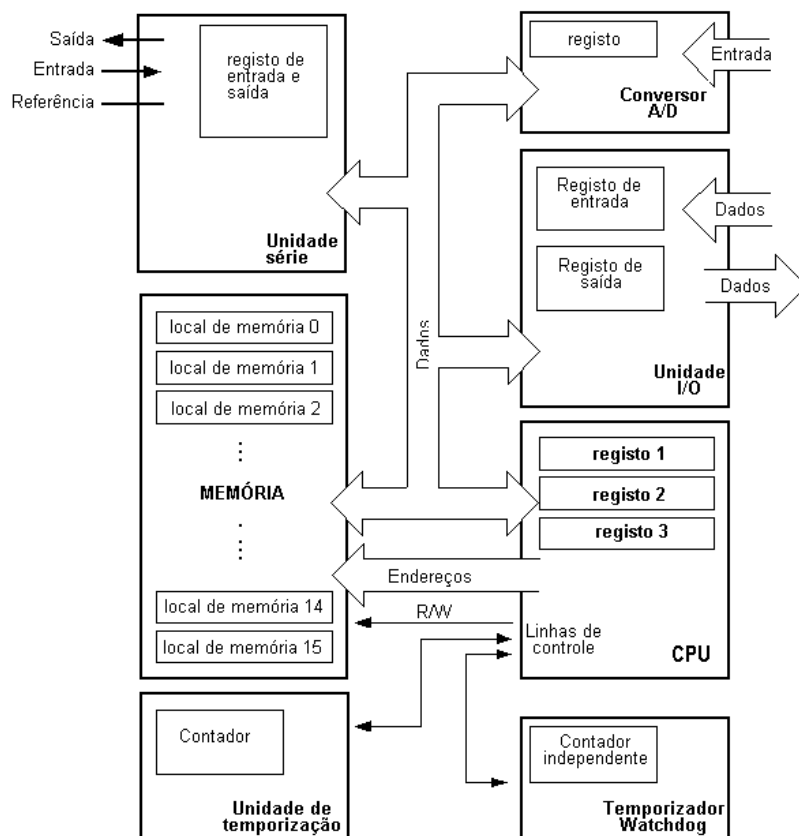 Saída
Entrada
Referência
registo de
entrada e
saída
Unidade
série
registo
Entrada
Conversor
A/D
Registo de
entrada
Dados
Registo de
saída
Dados
Unidade
I/O
Dados
local de memória 0
local de memória 1
local de memória 2
MEMÓRIA
local de memória 14
local de memória 15
registo 1
registo 2
registo 3
Endereços
R/W
Linhas de
controle
CPU
Contador
Unidade de
temporização
Contador
independente
Temporizador
Watchdog